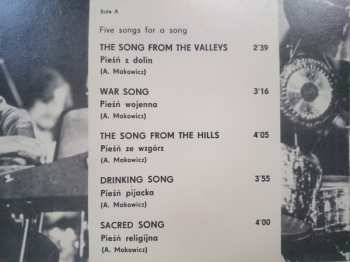 Side A
Five songs for a song
THE SONG FROM THE VALLEYS 2'39
Pieśń z dolin
(A. Makowicz)
WAR SONG 3'16
Pieśń wojenna
(A. Makowicz)
THE SONG FROM THE HILLS 4'05
Pieśń ze wzgórz
(A. Makowicz)
DRINKING SONG 3'55
Pieśń pijacka
(A. Makowicz)
SACRED SONG 4'00
Pieśń religijna
(A. Makowicz)